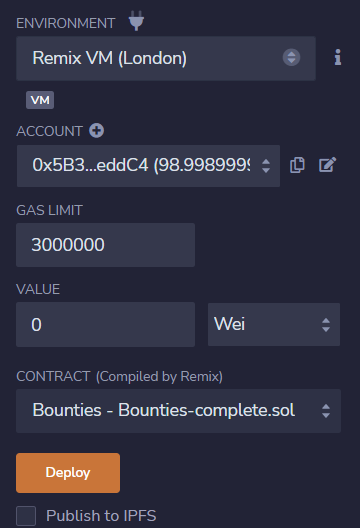 ENVIRONMENT
Remix VM (London)
i
VM
ACCOUNT
0x5B3...eddC4 (98.9989999
GAS LIMIT
3000000
VALUE
0 Wei
CONTRACT (Compiled by Remix)
Bounties - Bounties-complete.sol
Deploy
Publish to IPFS